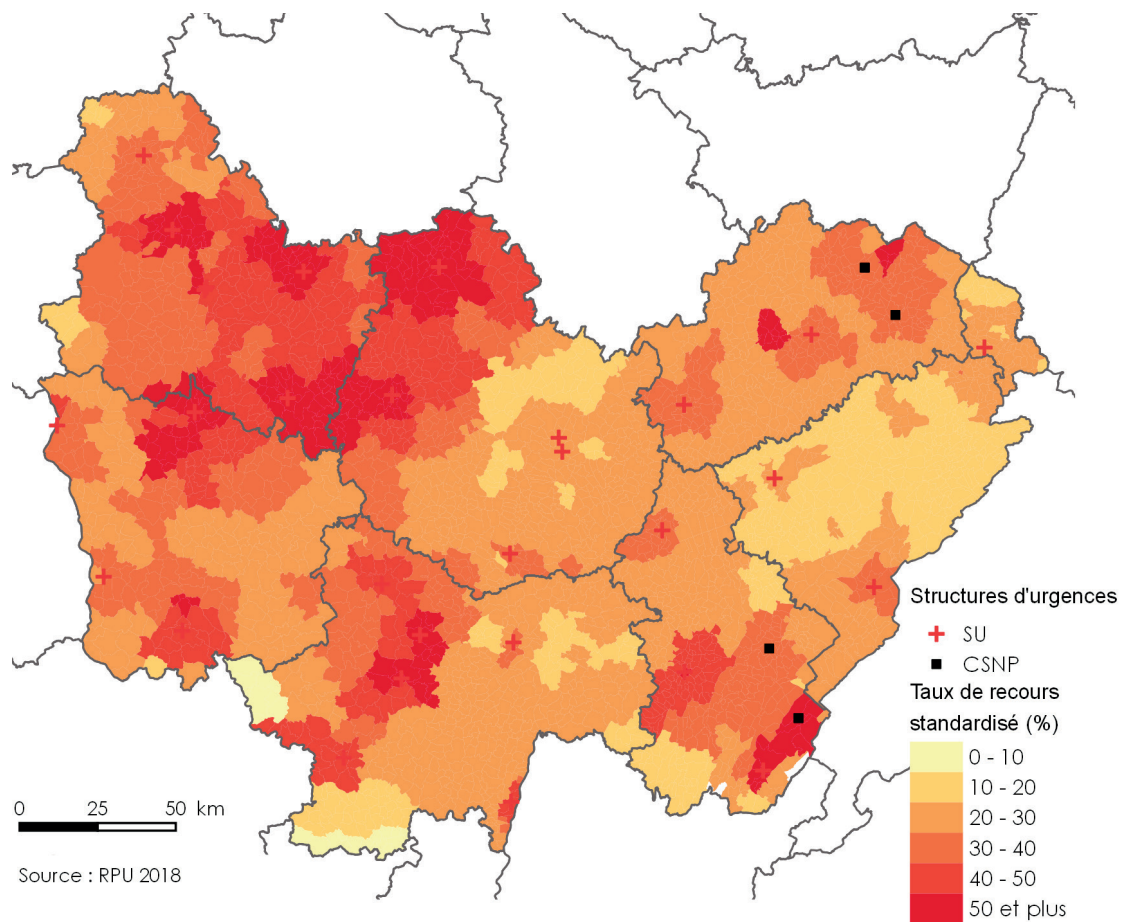 Structures d'urgences
SU
CSNP
Taux de recours
standardisé (%)
0 - 10
10 - 20
20 - 30
30 - 40
40 - 50
50 et plus
0 25 50 km
Source : RPU 2018